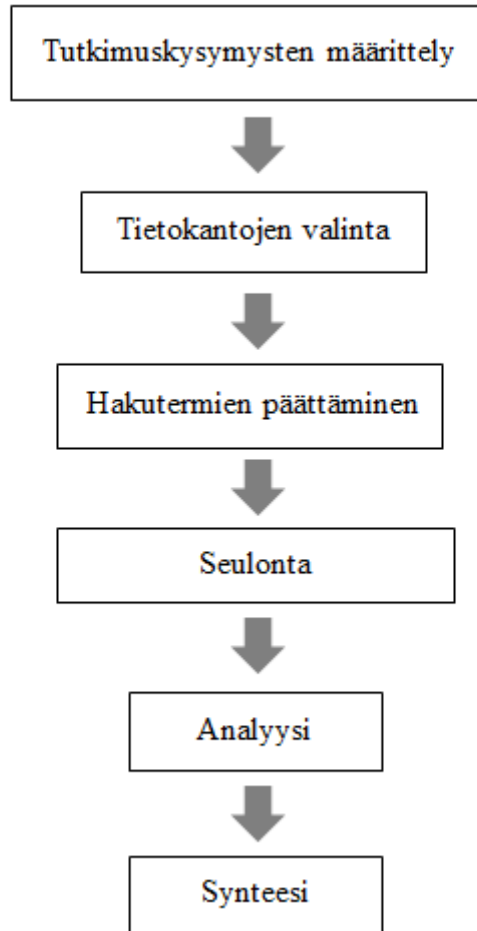 Tutkimuskysymysten määrittely
Tietokantojen valinta
Hakutermien päättäminen
Seulonta
Analyysi
Synteesi